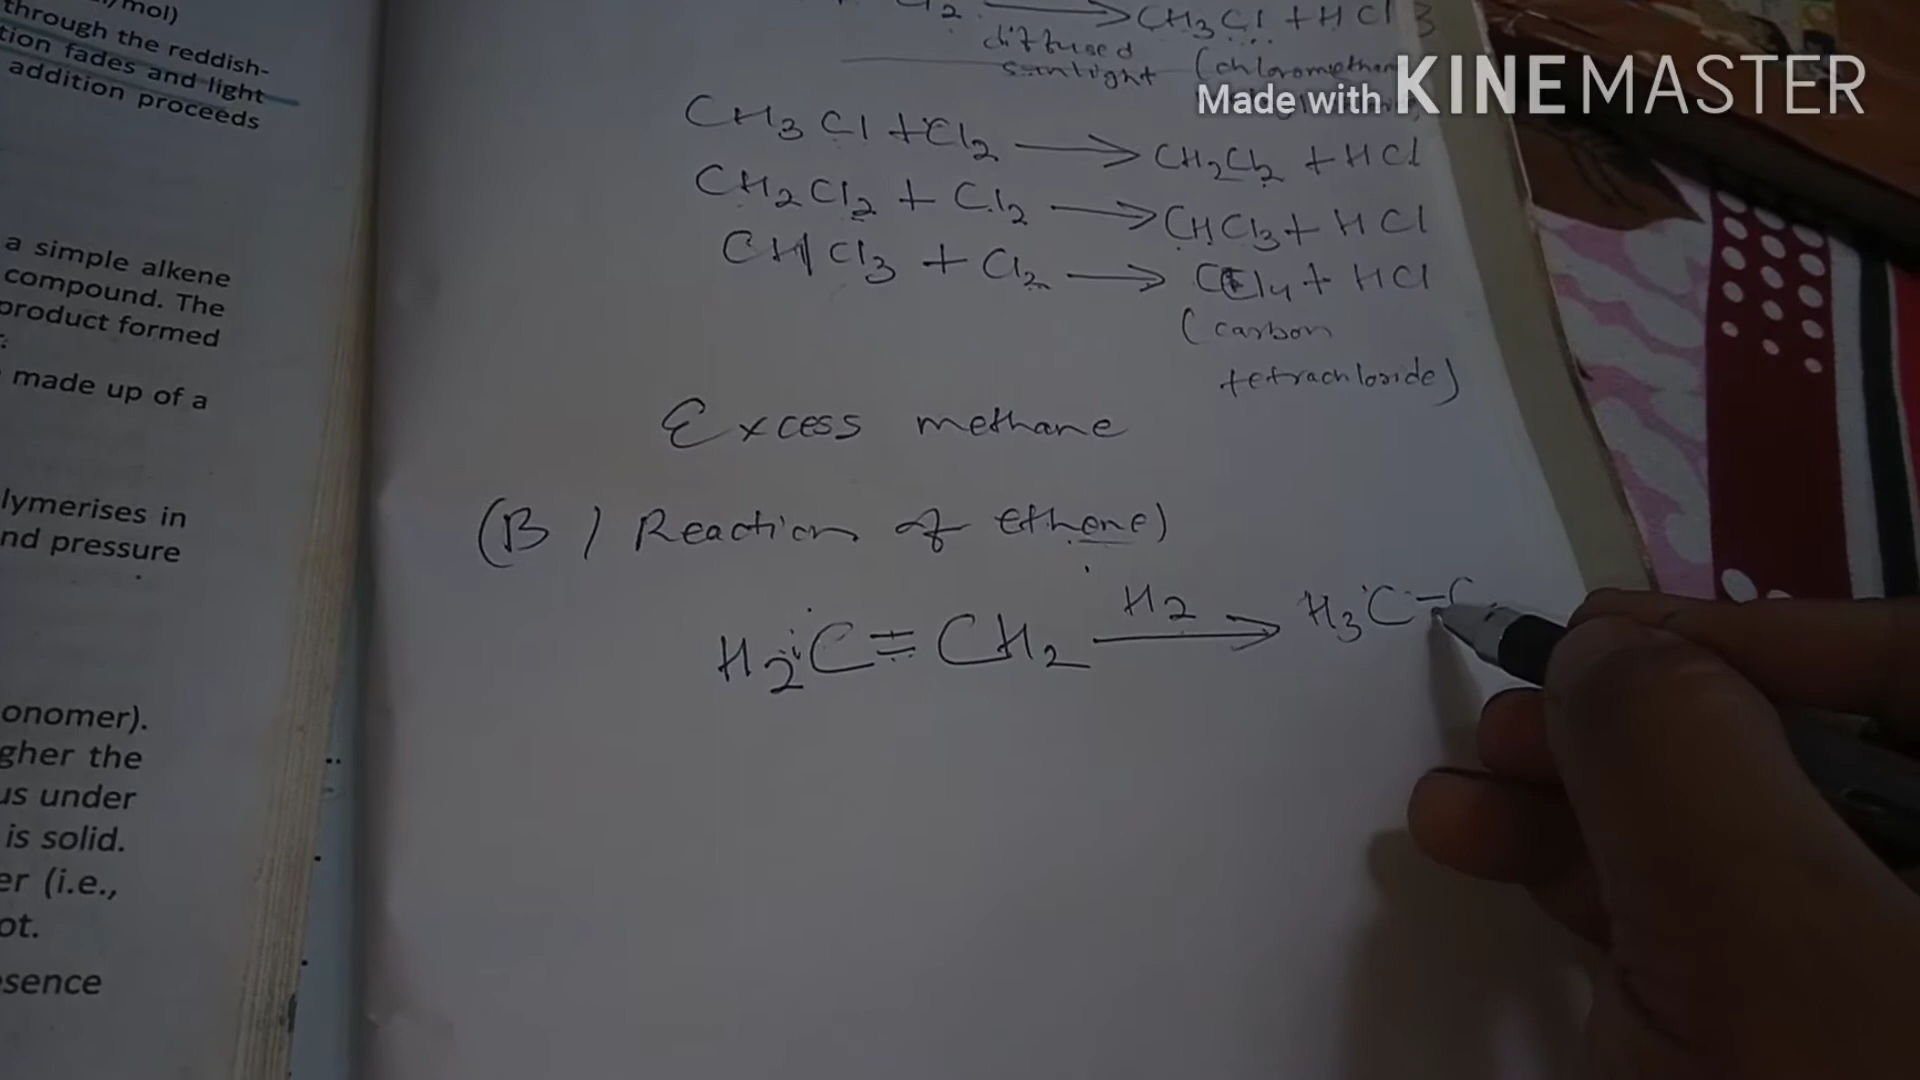 /mol)
through the reddish-
tion fades and light
addition proceeds
a simple alkene
compound. The
product formed
made up of a
lymerises in
nd pressure
onomer).
gher the
us under
is solid.
er (i.e.,
ot.
sence
Made with KINEMASTER
Cl2 → CH3Cl + HCl }
diffused
sunlight (chloromethan
CH3Cl + Cl2 → CH2Cl2 + HCl
CH2Cl2 + Cl2 → CHCl3 + HCl
CHCl3 + Cl2 → CCl4 + HCl
(carbon
tetrachloride)
Excess methane
(B) Reaction of ethene)
H2C=CH2 H2→ H3C-C